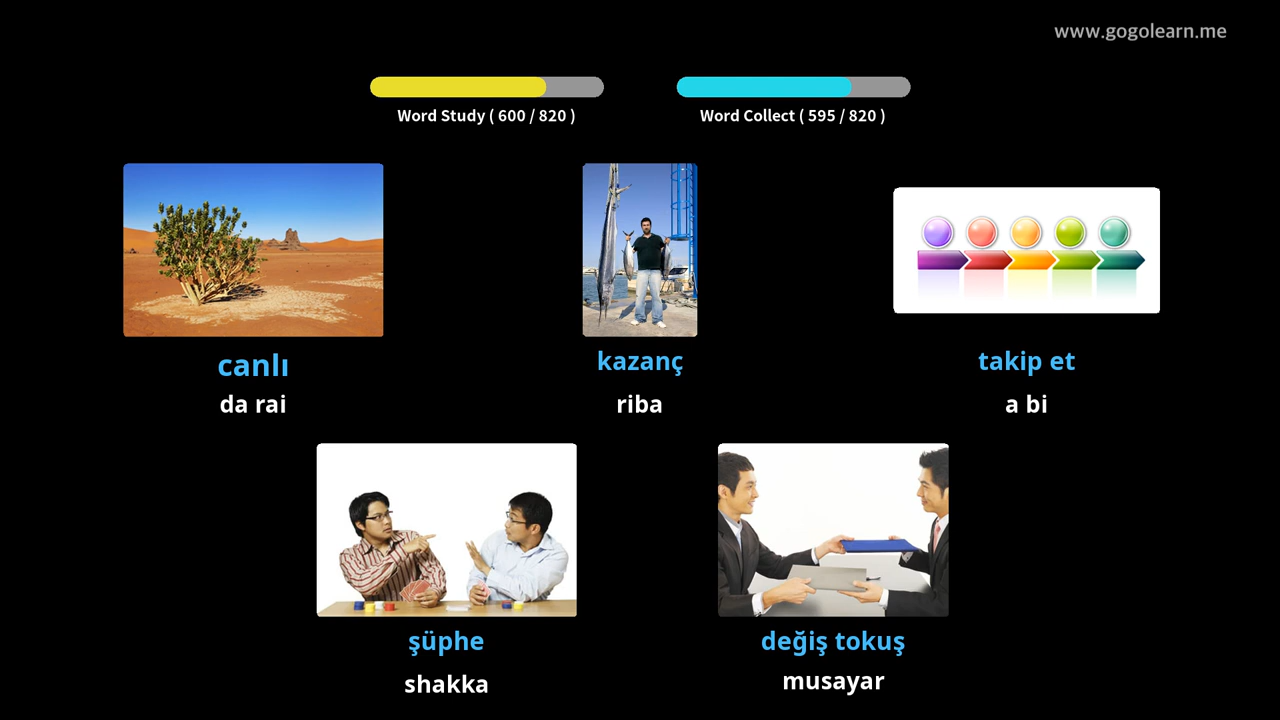 www.gogolearn.me
Word Study ( 600 / 820 )
Word Collect ( 595 / 820 )
canlı
da rai
kazanç
riba
takip et
a bi
şüphe
shakka
değiş tokuş
musayar